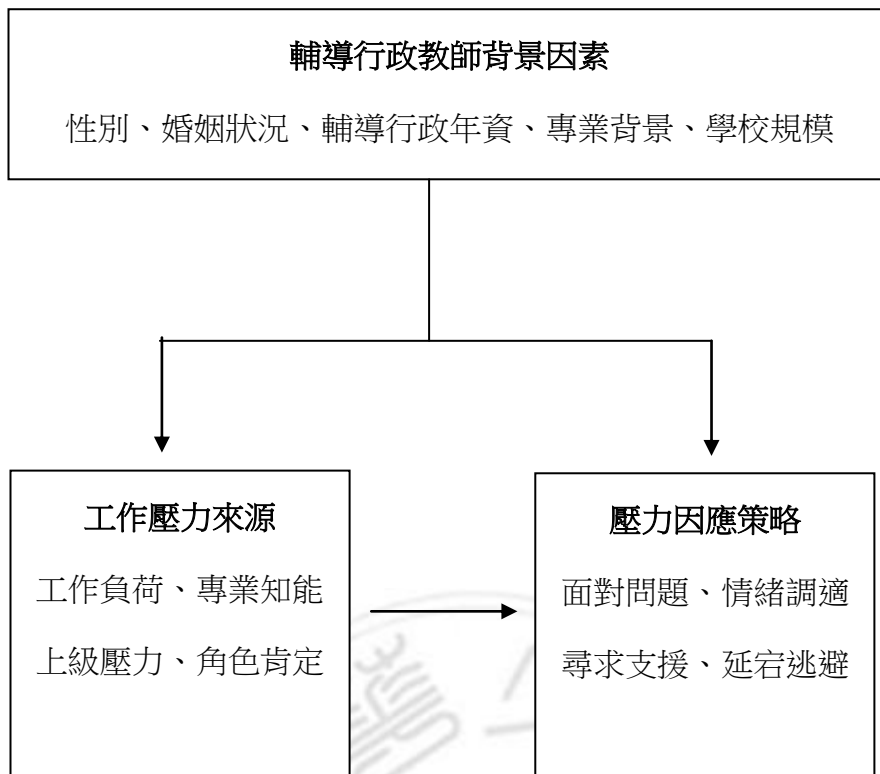 輔導行政教師背景因素
性別、婚姻狀況、輔導行政年資、專業背景、學校規模
工作壓力來源
工作負荷、專業知能
上級壓力、角色肯定
壓力因應策略
面對問題、情緒調適
尋求支援、延宕逃避